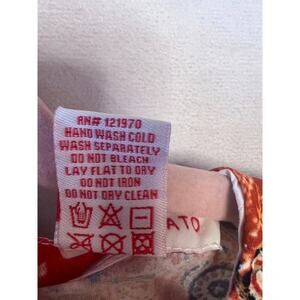 RN# 121970
HAND WASH COLD
WASH SEPARATELY
DO NOT BLEACH
LAY FLAT TO DRY
DO NOT IRON
DO NOT DRY CLEAN
ATO